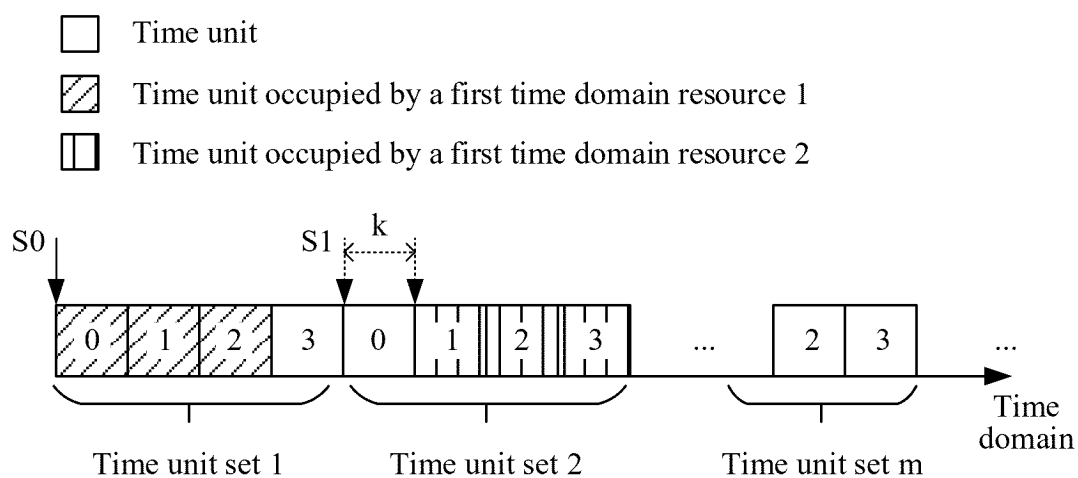 Time unit
Time unit occupied by a first time domain resource 1
Time unit occupied by a first time domain resource 2
S0 S1 k
0 1 2 3 0 1 2 3 ... 2 3 ...
Time
domain
Time unit set 1 Time unit set 2 Time unit set m